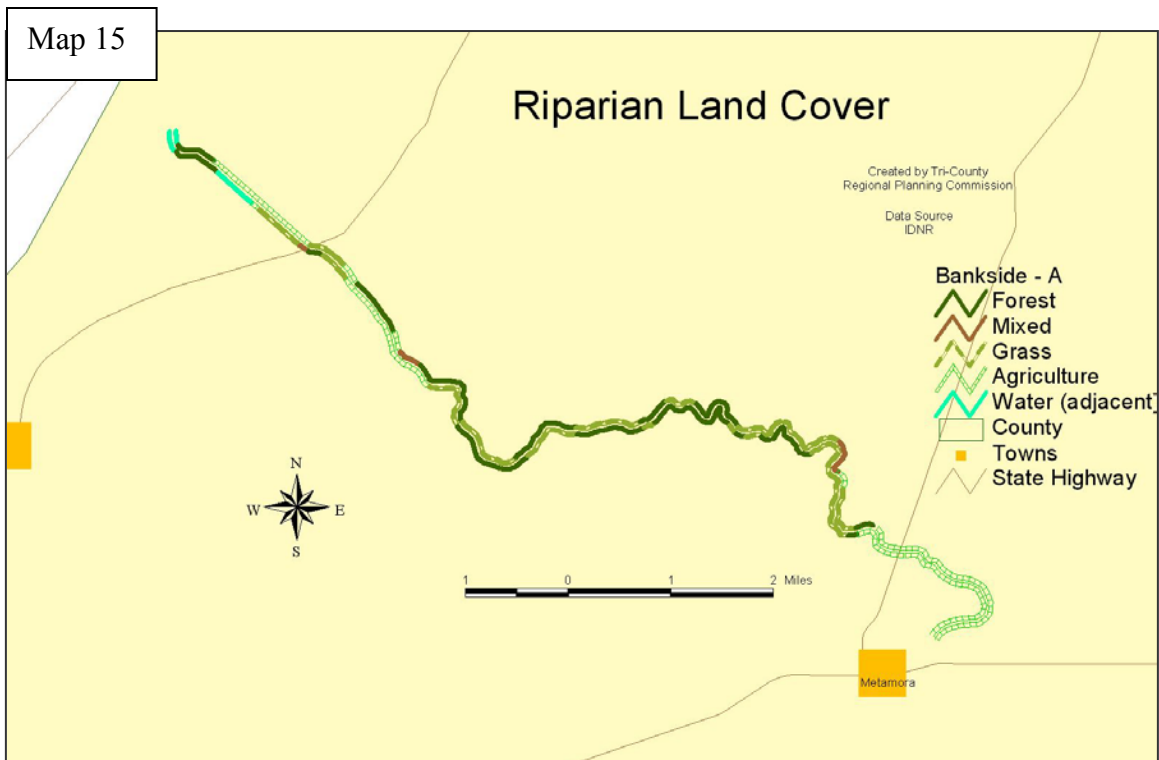 Map 15
Riparian Land Cover
Created by Tri-County
Regional Planning Commission
Data Source
IDNR
Bankside - A
Forest
Mixed
Grass
Agriculture
Water (adjacent)
County
Towns
State Highway
N
W E
S
1 0 1 2 Miles
Metamora